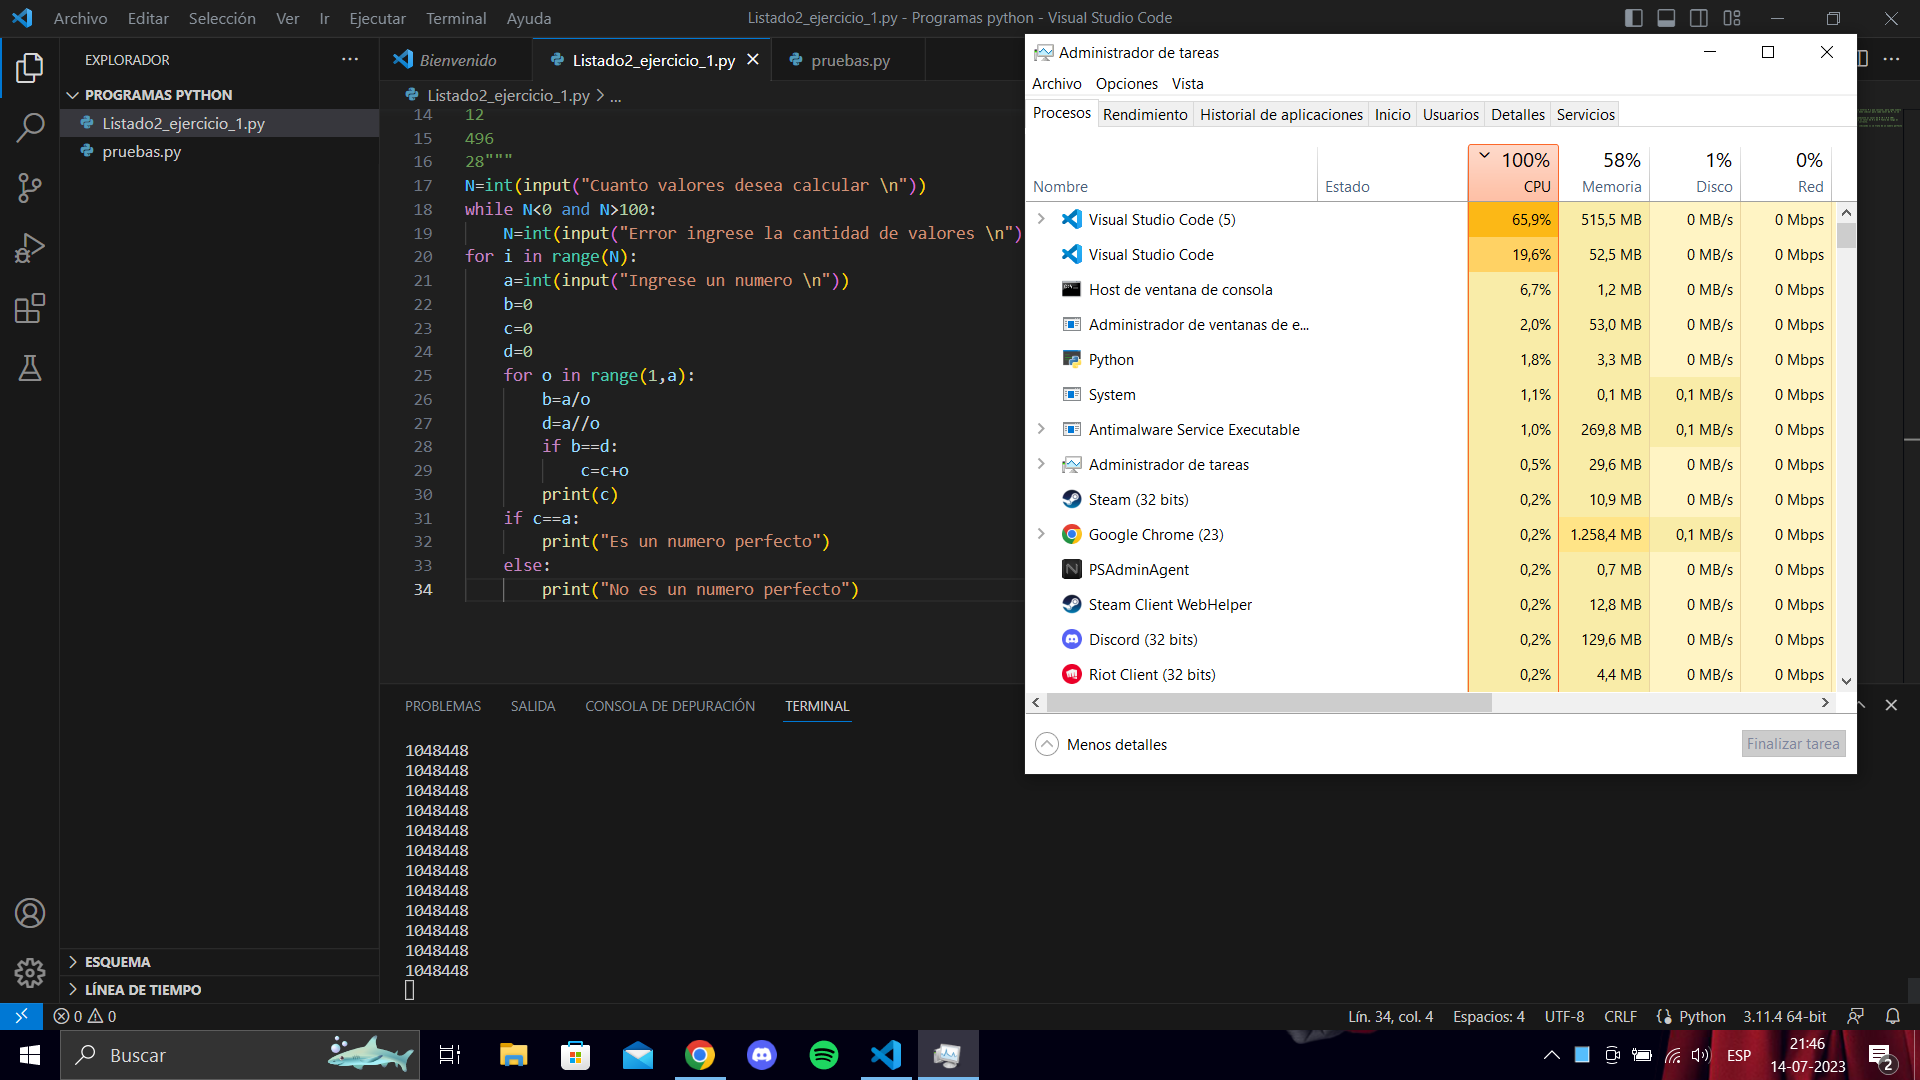 Archivo Editar Selección Ver Ir Ejecutar Terminal Ayuda
Listado2_ejercicio_1.py - Programas python - Visual Studio Code
EXPLORADOR
PROGRAMAS PYTHON
Listado2_ejercicio_1.py
pruebas.py
ESQUEMA
LÍNEA DE TIEMPO
Bienvenido Listado2_ejercicio_1.py pruebas.py
Listado2_ejercicio_1.py > ...
14 12
15 496
16 28"""
17 N=int(input("Cuanto valores desea calcular \n"))
18 while N<0 and N>100:
19 N=int(input("Error ingrese la cantidad de valores \n")
20 for i in range(N):
21 a=int(input("Ingrese un numero \n"))
22 b=0
23 c=0
24 d=0
25 for o in range(1,a):
26 b=a/o
27 d=a//o
28 if b==d:
29 c=c+o
30 print(c)
31 if c==a:
32 print("Es un numero perfecto")
33 else:
34 print("No es un numero perfecto")
PROBLEMAS SALIDA CONSOLA DE DEPURACIÓN TERMINAL
1048448
1048448
1048448
1048448
1048448
1048448
1048448
1048448
1048448
1048448
1048448
1048448
Administrador de tareas
Archivo Opciones Vista
Procesos Rendimiento Historial de aplicaciones Inicio Usuarios Detalles Servicios
100% 58% 1% 0%
Nombre Estado CPU Memoria Disco Red
Visual Studio Code (5) 65,9% 515,5 MB 0 MB/s 0 Mbps
Visual Studio Code 19,6% 52,5 MB 0 MB/s 0 Mbps
Host de ventana de consola 6,7% 1,2 MB 0 MB/s 0 Mbps
Administrador de ventanas de e... 2,0% 53,0 MB 0 MB/s 0 Mbps
Python 1,8% 3,3 MB 0 MB/s 0 Mbps
System 1,1% 0,1 MB 0,1 MB/s 0 Mbps
Antimalware Service Executable 1,0% 269,8 MB 0,1 MB/s 0 Mbps
Administrador de tareas 0,5% 29,6 MB 0 MB/s 0 Mbps
Steam (32 bits) 0,2% 10,9 MB 0 MB/s 0 Mbps
Google Chrome (23) 0,2% 1.258,4 MB 0,1 MB/s 0 Mbps
PSAdminAgent 0,2% 0,7 MB 0 MB/s 0 Mbps
Steam Client WebHelper 0,2% 12,8 MB 0 MB/s 0 Mbps
Discord (32 bits) 0,2% 129,6 MB 0 MB/s 0 Mbps
Riot Client (32 bits) 0,2% 4,4 MB 0 MB/s 0 Mbps
Menos detalles Finalizar tarea
0 0 Lín. 34, col. 4 Espacios: 4 UTF-8 CRLF Python 3.11.4 64-bit
Buscar
ESP
21:46
14-07-2023
2